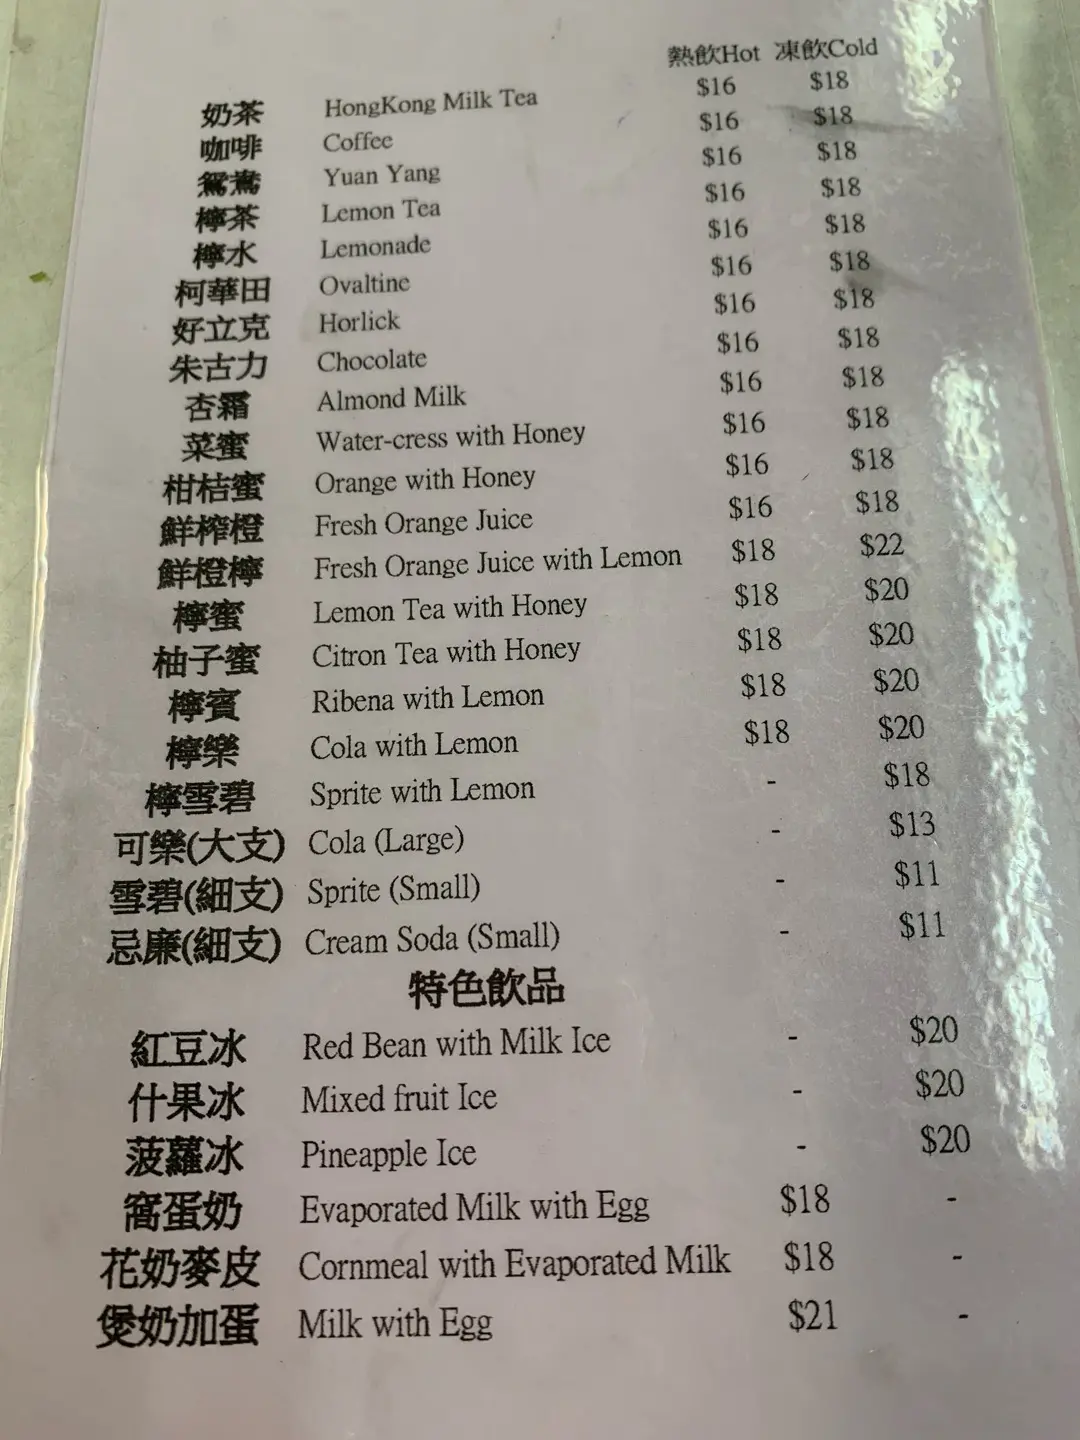 熱飲Hot 凍飲Cold
奶茶 HongKong Milk Tea $16 $18
咖啡 Coffee $16 $18
鴛鴦 Yuan Yang $16 $18
檸茶 Lemon Tea $16 $18
檸水 Lemonade $16 $18
柯華田 Ovaltine $16 $18
好立克 Horlick $16 $18
朱古力 Chocolate $16 $18
杏霜 Almond Milk $16 $18
菜蜜 Water-cress with Honey $16 $18
柑桔蜜 Orange with Honey $16 $18
鮮榨橙 Fresh Orange Juice $16 $18
鮮橙檸 Fresh Orange Juice with Lemon $18 $22
檸蜜 Lemon Tea with Honey $18 $20
柚子蜜 Citron Tea with Honey $18 $20
檸賓 Ribena with Lemon $18 $20
檸樂 Cola with Lemon $18 $20
檸雪碧 Sprite with Lemon - $18
可樂(大支) Cola (Large) - $13
雪碧(細支) Sprite (Small) - $11
忌廉(細支) Cream Soda (Small) - $11
特色飲品
紅豆冰 Red Bean with Milk Ice - $20
什果冰 Mixed fruit Ice - $20
菠蘿冰 Pineapple Ice - $20
窩蛋奶 Evaporated Milk with Egg $18 -
花奶麥皮 Cornmeal with Evaporated Milk $18 -
煲奶加蛋 Milk with Egg $21 -